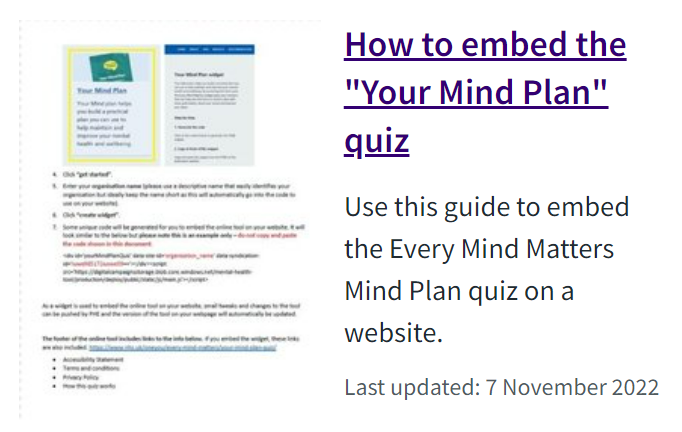 Your Mind Plan
Your Mind plan helps
you build a practical
plan you can use to
help maintain and
improve your mental
health and wellbeing.
Your Mind Plan widget
4. Click "get started".
5. Enter your organisation name (please use a descriptive name that easily identifies your
organisation but ideally keep the name short as this will automatically go into the code to
use on your website).
6. Click "create widget".
7. Some unique code will be generated for you to embed the online tool on your website. It will
look similar to the below but please note this is an example only – do not copy and paste
the code shown in this document.
As a widget is used to embed the online tool on your website, small tweaks and changes to the tool
can be pushed by PHE and the version of the tool on your webpage will automatically be updated.
The footer of the online tool includes links to the info below. If you embed the widget, these links
are also included.
• Accessibility Statement
• Terms and conditions
• Privacy Policy
• How this quiz works
How to embed the
"Your Mind Plan"
quiz
Use this guide to embed
the Every Mind Matters
Mind Plan quiz on a
website.
Last updated: 7 November 2022